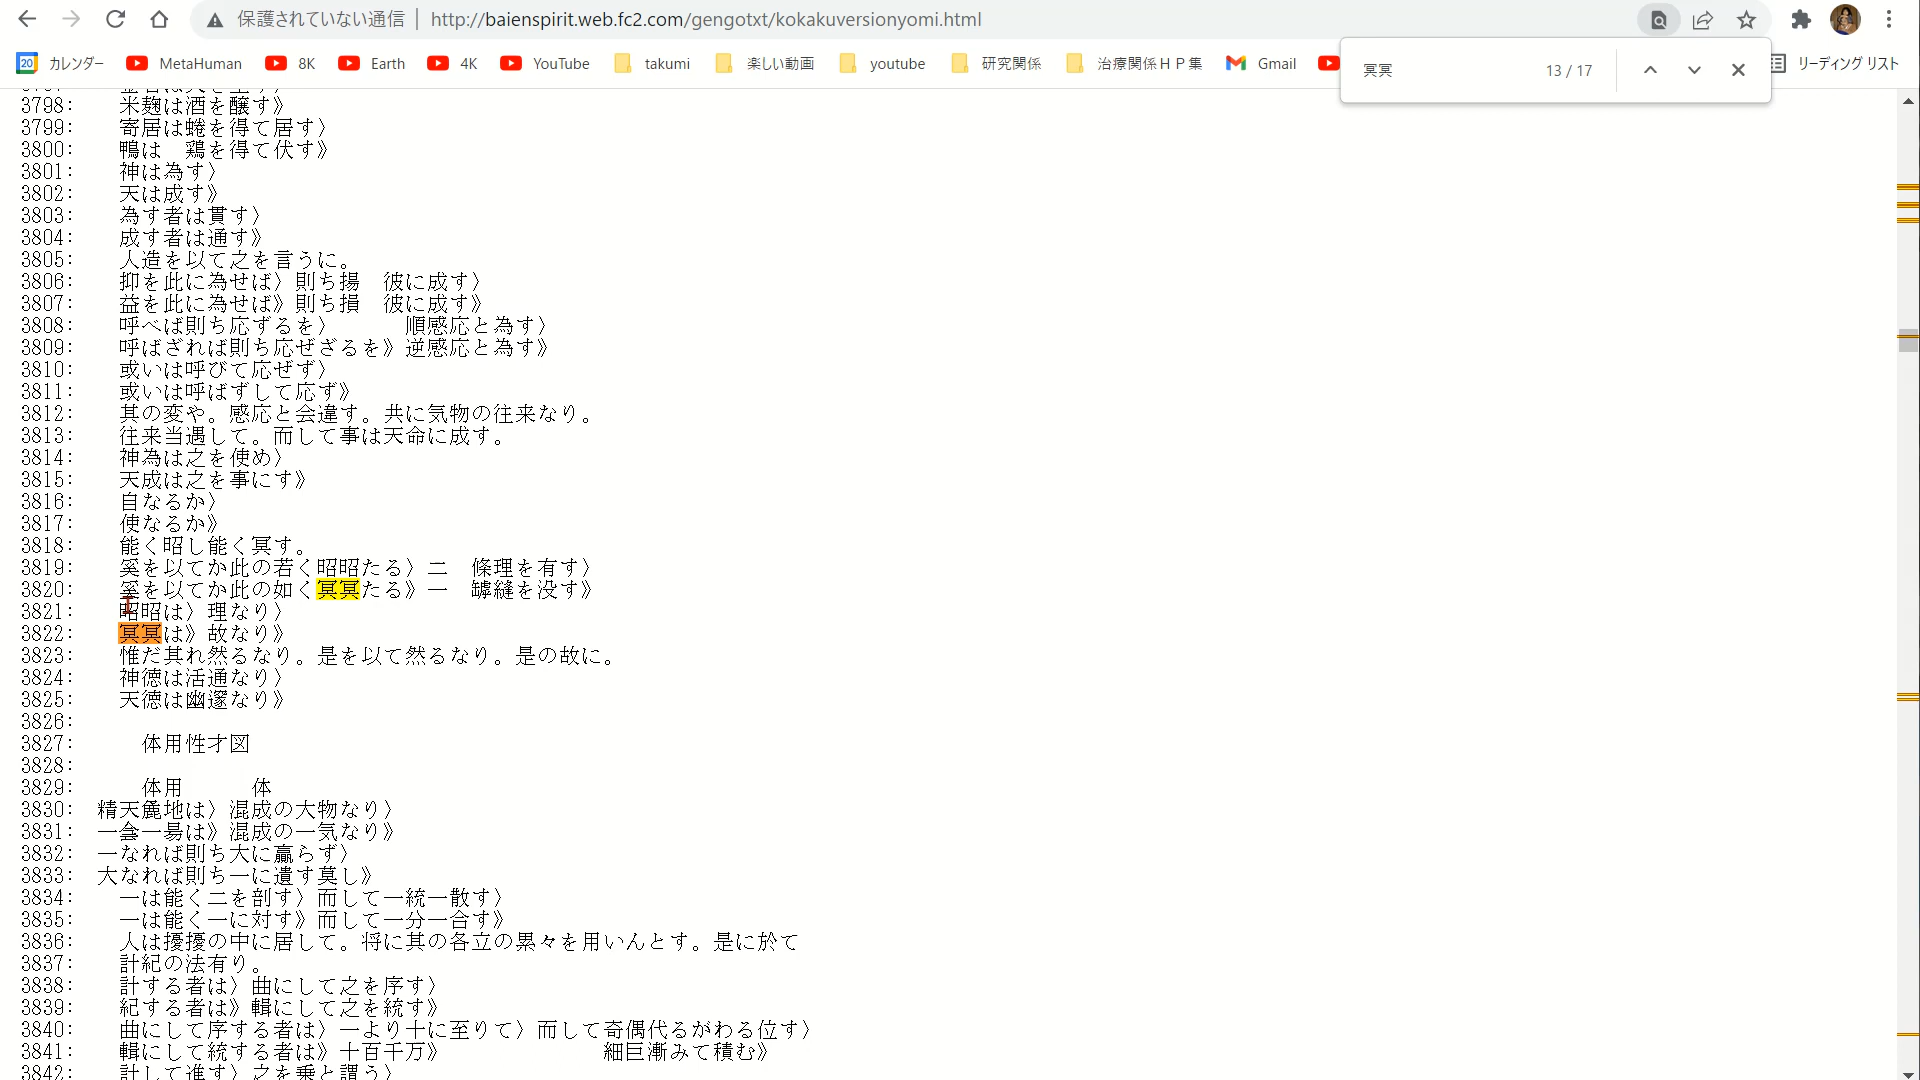 保護されていない通信 | http://baienspirit.web.fc2.com/gengotxt/kokakuversionyomi.html
20 カレンダー MetaHuman 8K Earth 4K YouTube takumi 楽しい動画 youtube 研究関係 治療関係ＨＰ集 Gmail リーディング リスト
冥冥 13 / 17
3798: 米麹は酒を醸す》
3799: 寄居は蜷を得て居す〉
3800: 鴨は　鶏を得て伏す》
3801: 神は為す〉
3802: 天は成す》
3803: 為す者は貫す〉
3804: 成す者は通す》
3805: 人造を以て之を言うに。
3806: 抑を此に為せば〉則ち揚　彼に成す〉
3807: 益を此に為せば》則ち損　彼に成す》
3808: 呼べば則ち応ずるを〉　　　　順感応と為す〉
3809: 呼ばざれば則ち応ぜざるを》逆感応と為す》
3810: 或いは呼びて応ぜず〉
3811: 或いは呼ばずして応ず》
3812: 其の変や。感応と会違す。共に気物の往来なり。
3813: 往来当遇して。而して事は天命に成す。
3814: 神為は之を使め〉
3815: 天成は之を事にす》
3816: 自なるか〉
3817: 使なるか》
3818: 能く昭し能く冥す。
3819: 奚を以てか此の若く昭昭たる〉二　條理を有す〉
3820: 奚を以てか此の如く冥冥たる》一　罅縫を没す》
3821: 昭昭は〉理なり〉
3822: 冥冥は》故なり》
3823: 惟だ其れ然るなり。是を以て然るなり。是の故に。
3824: 神徳は活通なり〉
3825: 天徳は幽邃なり》
3826:
3827: 体用性才図
3828:
3829: 体用　　　体
3830: 精天麁地は〉混成の大物なり〉
3831: 一侌一昜は》混成の一気なり》
3832: 一なれば則ち大に贏らず〉
3833: 大なれば則ち一に遺す莫し》
3834: 一は能く二を剖す〉而して一統一散す〉
3835: 一は能く一に対す》而して一分一合す》
3836: 人は擾擾の中に居して。将に其の各立の累々を用いんとす。是に於て
3837: 計紀の法有り。
3838: 計する者は〉曲にして之を序す〉
3839: 紀する者は》輯にして之を統す》
3840: 曲にして序する者は〉一より十に至りて〉而して奇偶代るがわる位す〉
3841: 輯にして統する者は》十百千万》　　　　　　　細巨漸みて積む》
3842: 計して進す〉之を乗と謂う〉